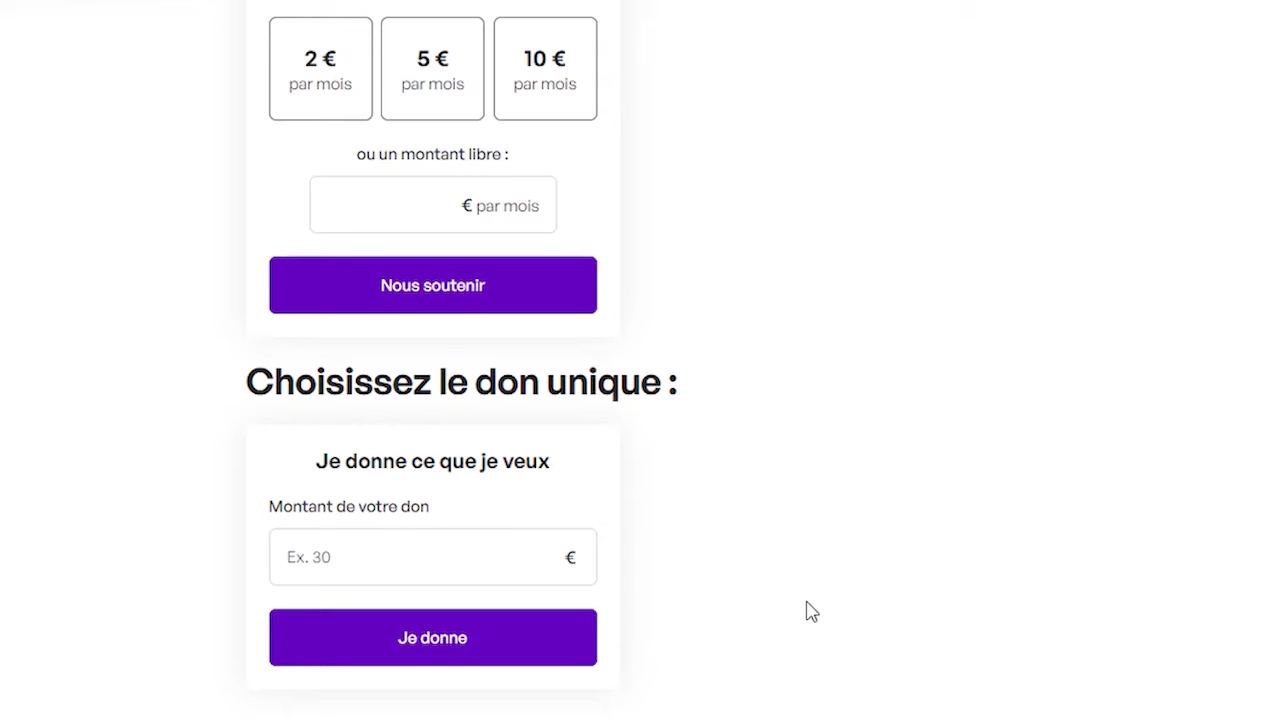 2 € 5 € 10 €
par mois par mois par mois
ou un montant libre :
€ par mois
Nous soutenir
Choisissez le don unique :
Je donne ce que je veux
Montant de votre don
Ex. 30 €
Je donne